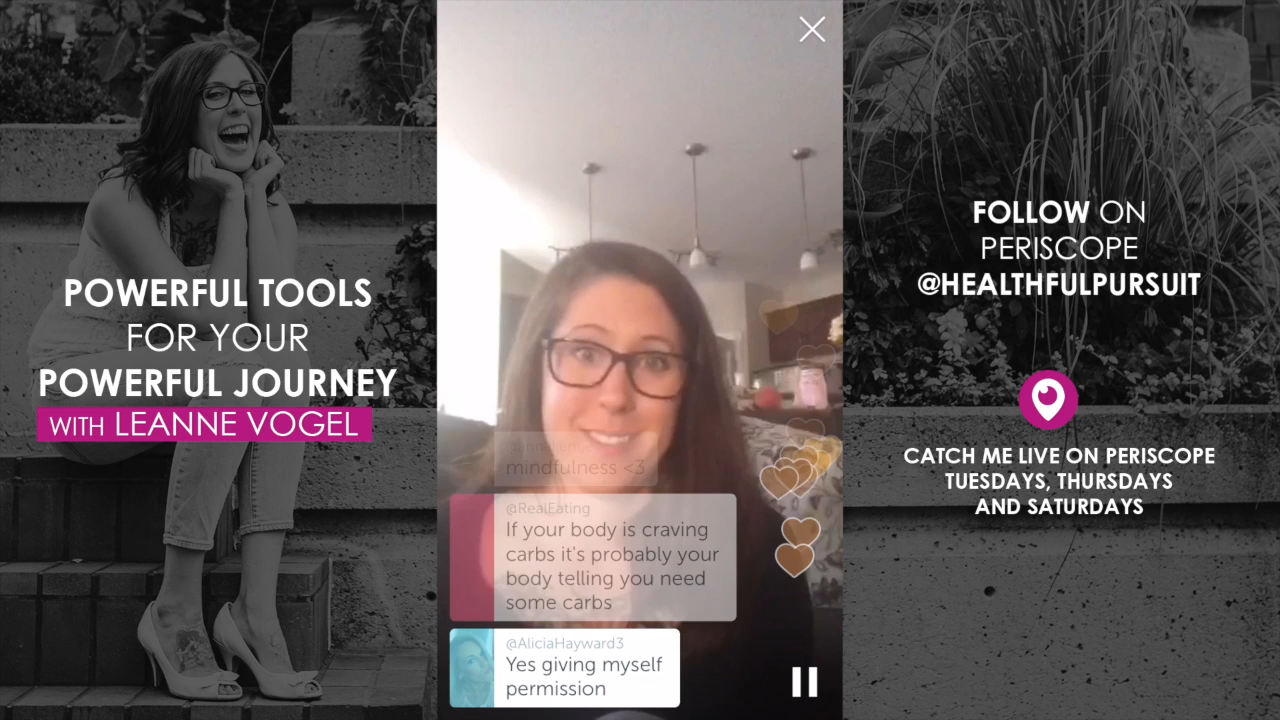 POWERFUL TOOLS
FOR YOUR
POWERFUL JOURNEY
WITH LEANNE VOGEL
mindfulness <3
@RealEating
If your body is craving
carbs it's probably your
body telling you need
some carbs
@AliciaHayward3
Yes giving myself
permission
FOLLOW ON
PERISCOPE
@HEALTHFULPURSUIT
CATCH ME LIVE ON PERISCOPE
TUESDAYS, THURSDAYS
AND SATURDAYS